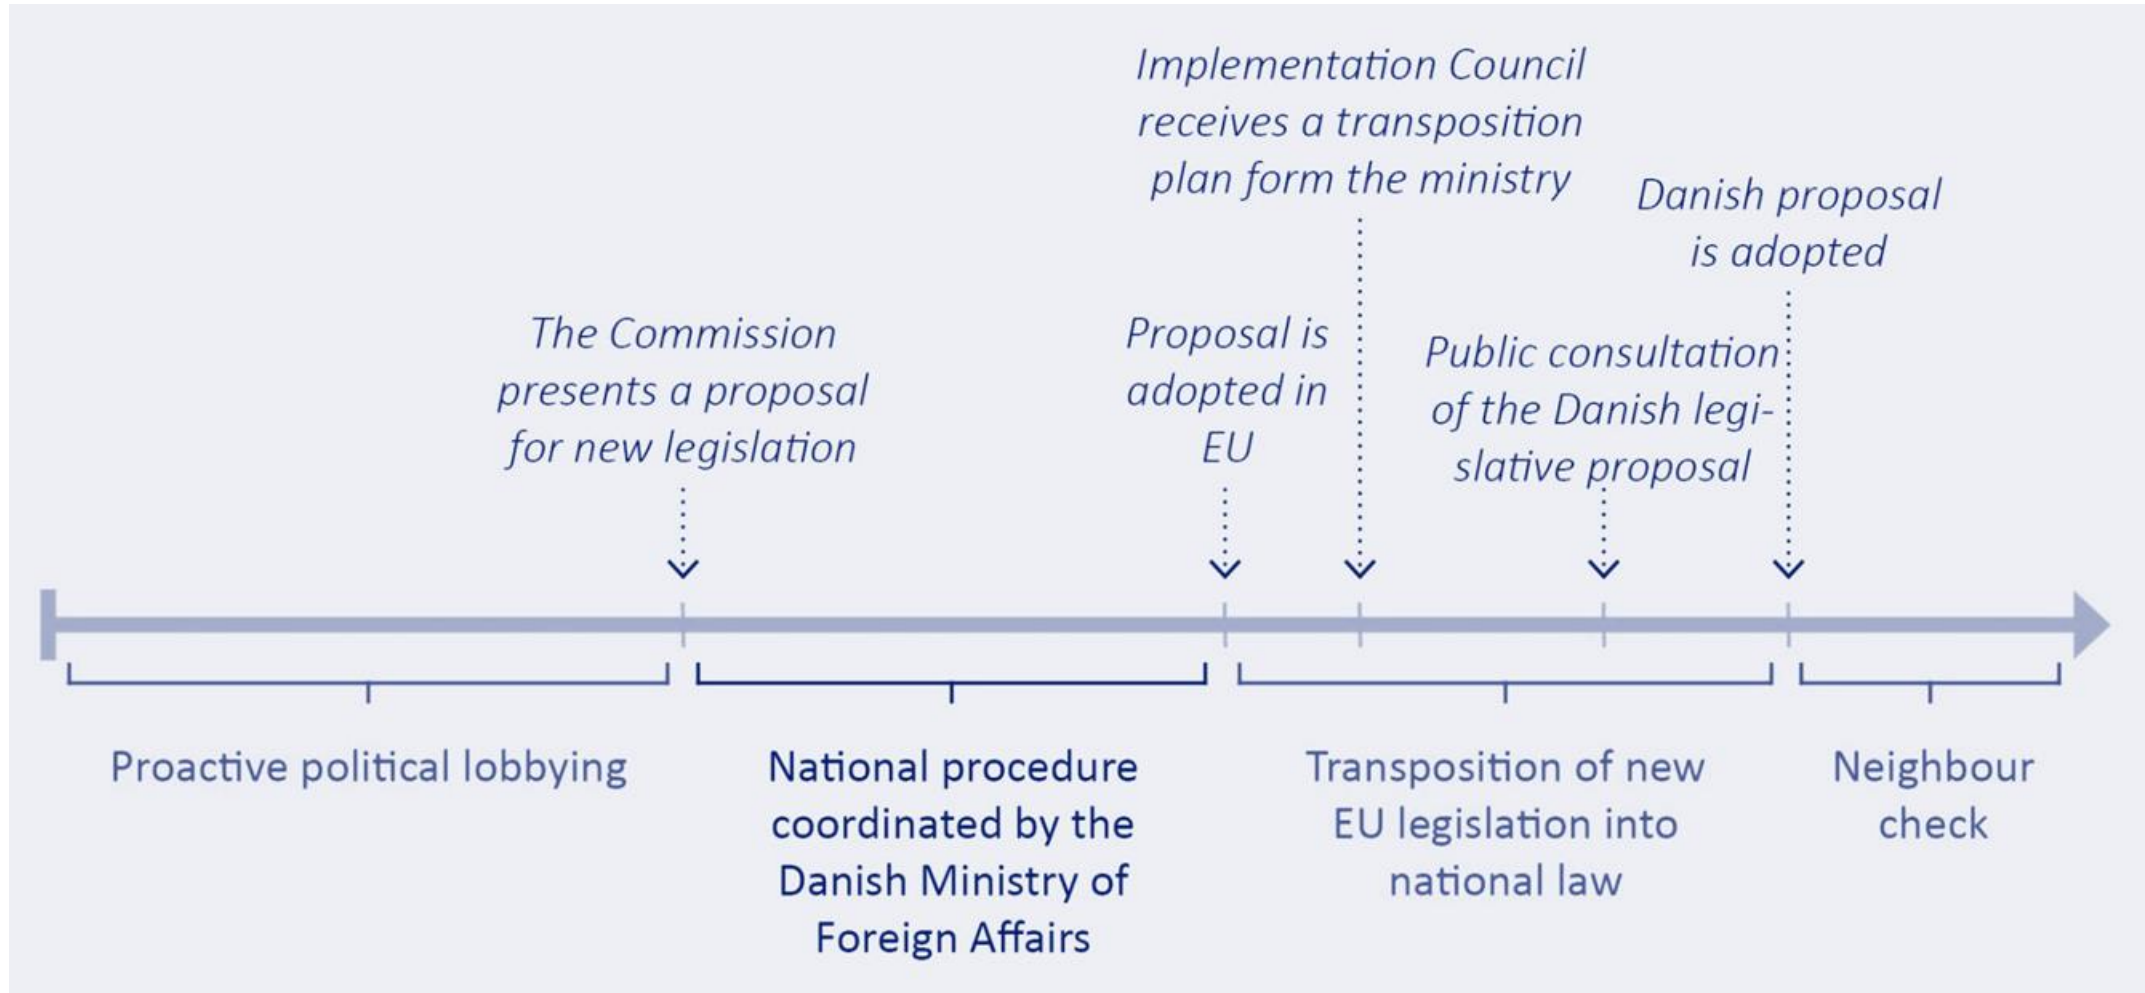 Implementation Council
receives a transposition
plan form the ministry
Danish proposal
is adopted
The Commission
presents a proposal
for new legislation
Proposal is
adopted in
EU
Public consultation
of the Danish legi-
slative proposal
Proactive political lobbying
National procedure
coordinated by the
Danish Ministry of
Foreign Affairs
Transposition of new
EU legislation into
national law
Neighbour
check